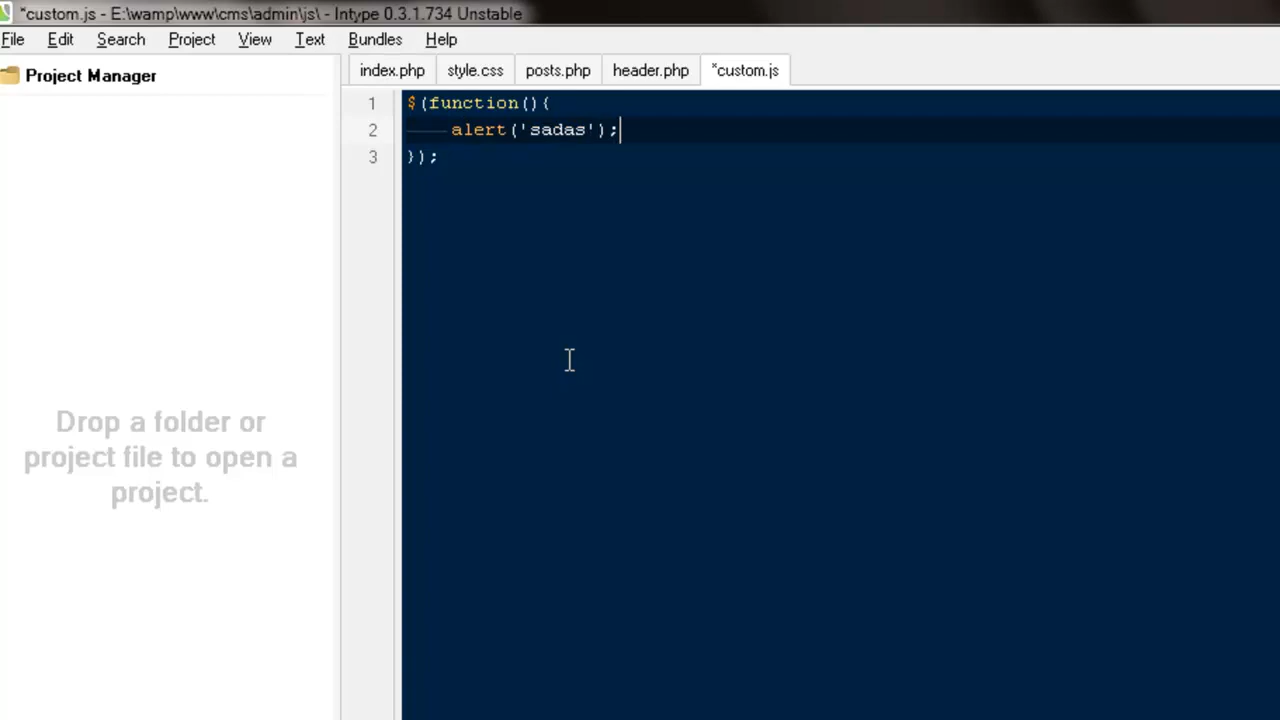 *custom.js - E:\wamp\www\cms\admin\js\ - Intype 0.3.1.734 Unstable
File Edit Search Project View Text Bundles Help
Project Manager
index.php style.css posts.php header.php *custom.js
1 $(function(){
2 alert('sadas');
3 });
Drop a folder or
project file to open a
project.